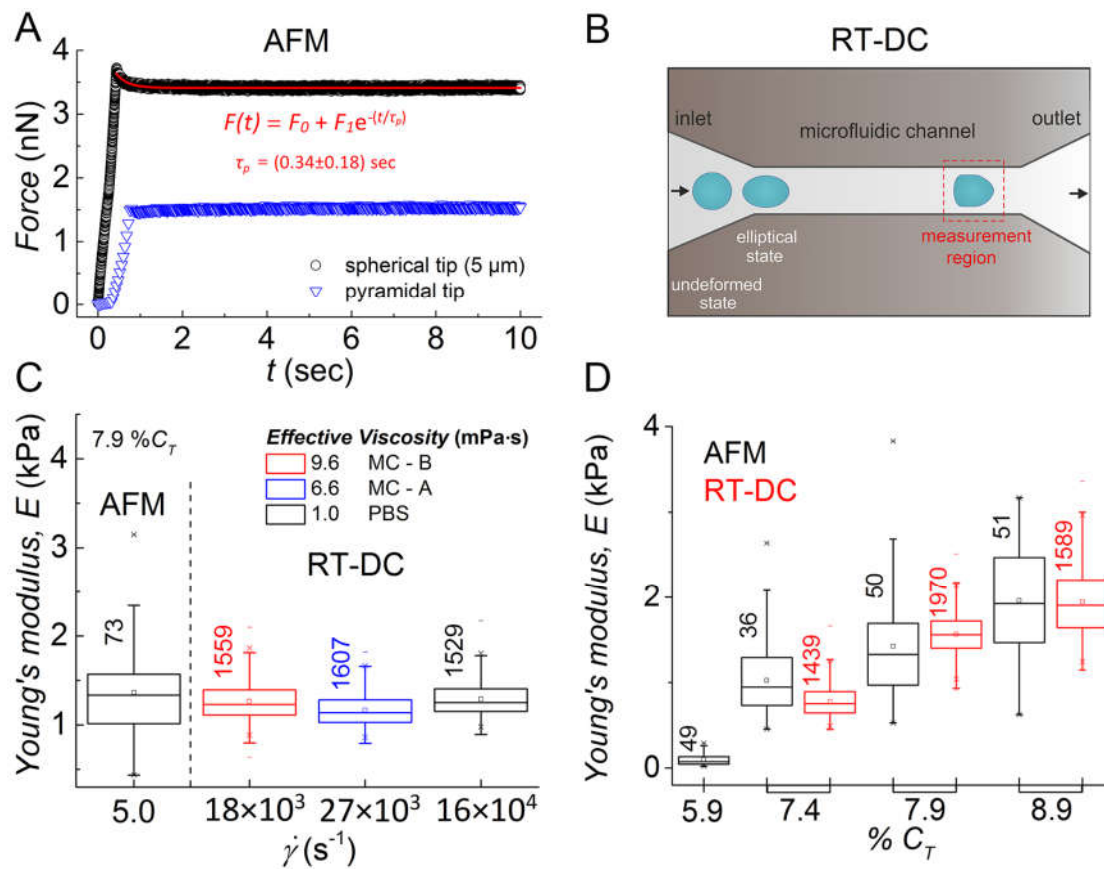 A
AFM
4
3
2
1
0
Force (nN)
F(t) = F₀ + F₁e^-(t/τₚ)
τₚ = (0.34±0.18) sec
spherical tip (5 µm)
pyramidal tip
0 2 4 6 8 10
t (sec)
B
RT-DC
inlet
microfluidic channel
outlet
elliptical
state
measurement
region
undeformed
state
C
7.9 %C_T
Effective Viscosity (mPa·s)
9.6 MC - B
6.6 MC - A
1.0 PBS
AFM
RT-DC
4
3
2
1
Young's modulus, E (kPa)
73
1559
1607
1529
5.0 18×10³ 27×10³ 16×10⁴
γ̇ (s⁻¹)
D
AFM
RT-DC
4
2
0
Young's modulus, E (kPa)
49
36
1439
50
1970
51
1589
5.9 7.4 7.9 8.9
% C_T